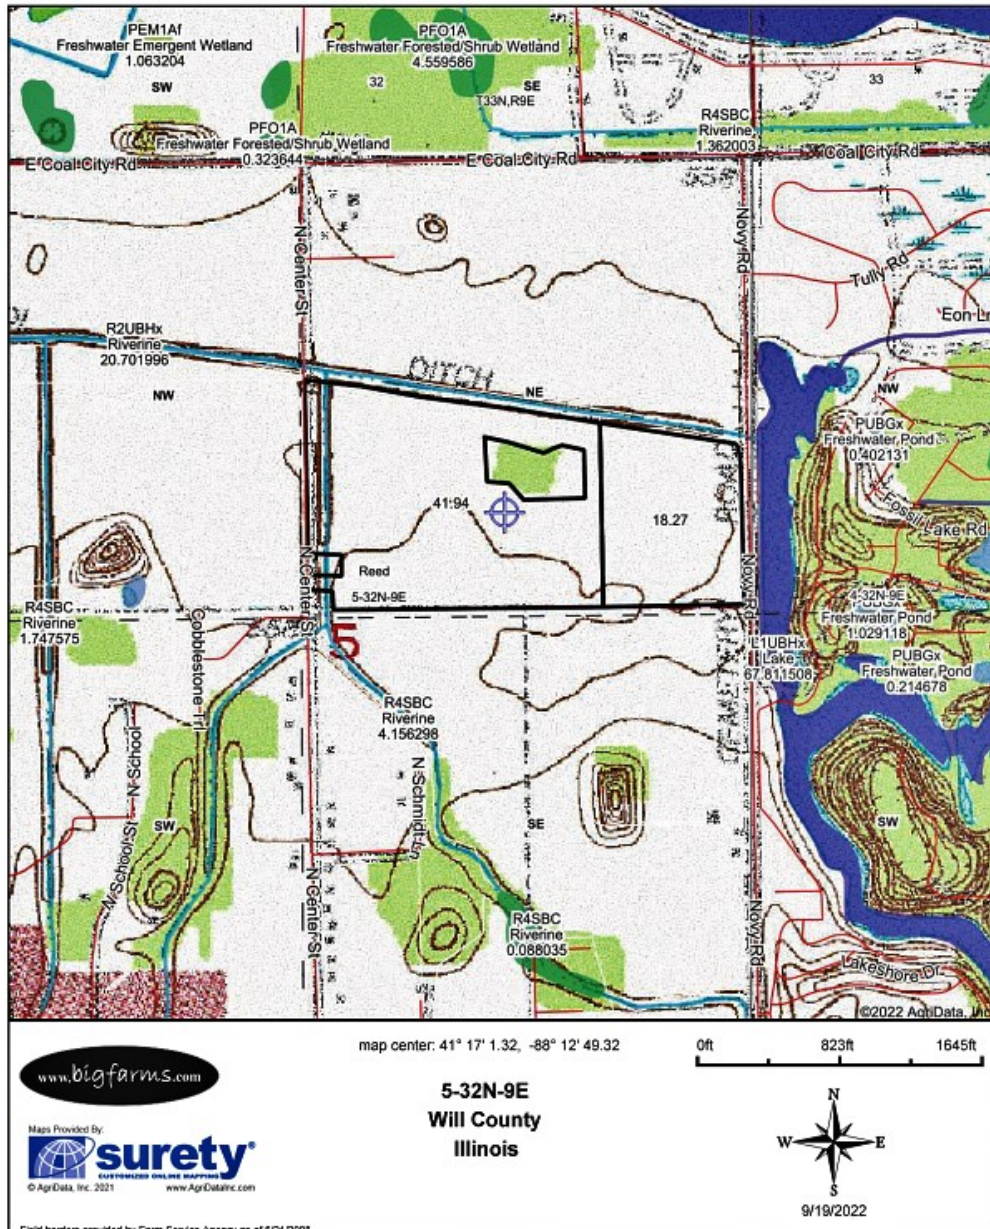 PEM1Af
Freshwater Emergent Wetland
1.063204
PFO1A
Freshwater Forested/Shrub Wetland
4.559586
SW
32
SE
33
T33N,R9E
PFO1A
Freshwater Forested/Shrub Wetland
0.323644
R4SBC
Riverine
1.362003
E Coal City Rd
E Coal City Rd
Coal City Rd
N Center St
Novy Rd
Tully Rd
Eon Ln
R2UBHx
Riverine
20.701996
DITCH
NW
NE
NW
PUBGx
Freshwater Pond
0.402131
41.94
18.27
Fossil Lake Rd
N Center St
Reed
5-32N-9E
Novy Rd
4-32N-9E
R4SBC
Riverine
1.747575
Cobblestone Trl
5
PUBGx
Freshwater Pond
1.029118
L1UBHx
Lake
67.811508
PUBGx
Freshwater Pond
0.214678
R4SBC
Riverine
4.156298
N School
N School St
N Schmidt Ln
SW
SE
SW
N Center St
R4SBC
Riverine
0.088035
Novy Rd
Lakeshore Dr
©2022 AgriData, Inc
www.bigfarms.com
map center: 41° 17' 1.32, -88° 12' 49.32
0ft 823ft 1645ft
5-32N-9E
Will County
Illinois
Maps Provided By:
surety®
CUSTOMIZED ONLINE MAPPING
© AgriData, Inc. 2021 www.AgriDataInc.com
N
W E
S
9/19/2022